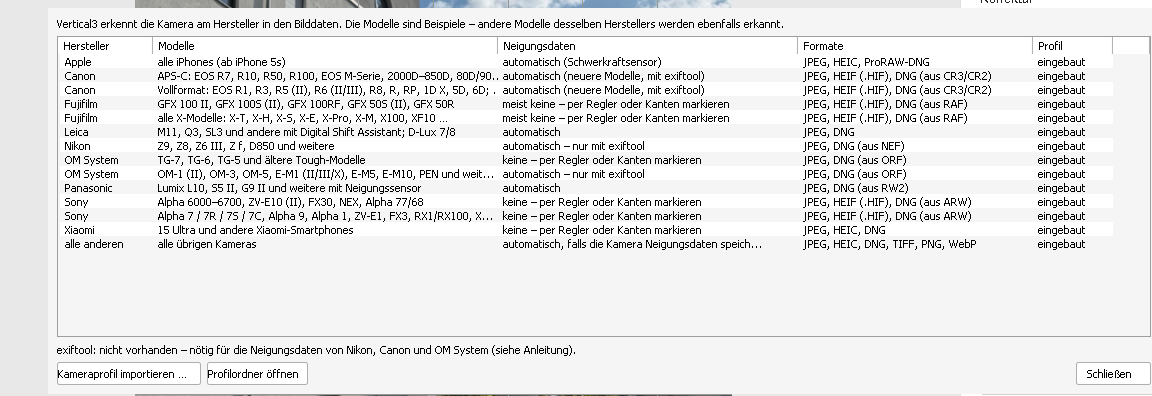 Korrektur
Vertical3 erkennt die Kamera am Hersteller in den Bilddaten. Die Modelle sind Beispiele – andere Modelle desselben Herstellers werden ebenfalls erkannt.
Hersteller Modelle Neigungsdaten Formate Profil
Apple alle iPhones (ab iPhone 5s) automatisch (Schwerkraftsensor) JPEG, HEIC, ProRAW-DNG eingebaut
Canon APS-C: EOS R7, R10, R50, R100, EOS M-Serie, 2000D–850D, 80D/90... automatisch (neuere Modelle, mit exiftool) JPEG, HEIF (.HIF), DNG (aus CR3/CR2) eingebaut
Canon Vollformat: EOS R1, R3, R5 (II), R6 (II/III), R8, R, RP, 1D X, 5D, 6D; . automatisch (neuere Modelle, mit exiftool) JPEG, HEIF (.HIF), DNG (aus CR3/CR2) eingebaut
Fujifilm GFX 100 II, GFX 100S (II), GFX 100RF, GFX 50S (II), GFX 50R meist keine – per Regler oder Kanten markieren JPEG, HEIF (.HIF), DNG (aus RAF) eingebaut
Fujifilm alle X-Modelle: X-T, X-H, X-S, X-E, X-Pro, X-M, X100, XF10 ... meist keine – per Regler oder Kanten markieren JPEG, HEIF (.HIF), DNG (aus RAF) eingebaut
Leica M11, Q3, SL3 und andere mit Digital Shift Assistant; D-Lux 7/8 automatisch JPEG, DNG eingebaut
Nikon Z9, Z8, Z6 III, Z f, D850 und weitere automatisch – nur mit exiftool JPEG, DNG (aus NEF) eingebaut
OM System TG-7, TG-6, TG-5 und ältere Tough-Modelle keine – per Regler oder Kanten markieren JPEG, DNG (aus ORF) eingebaut
OM System OM-1 (II), OM-3, OM-5, E-M1 (II/III/X), E-M5, E-M10, PEN und weit... automatisch – nur mit exiftool JPEG, DNG (aus ORF) eingebaut
Panasonic Lumix L10, S5 II, G9 II und weitere mit Neigungssensor automatisch JPEG, DNG (aus RW2) eingebaut
Sony Alpha 6000–6700, ZV-E10 (II), FX30, NEX, Alpha 77/68 keine – per Regler oder Kanten markieren JPEG, HEIF (.HIF), DNG (aus ARW) eingebaut
Sony Alpha 7 / 7R / 7S / 7C, Alpha 9, Alpha 1, ZV-E1, FX3, RX1/RX100, X... keine – per Regler oder Kanten markieren JPEG, HEIF (.HIF), DNG (aus ARW) eingebaut
Xiaomi 15 Ultra und andere Xiaomi-Smartphones keine – per Regler oder Kanten markieren JPEG, HEIC, DNG eingebaut
alle anderen alle übrigen Kameras automatisch, falls die Kamera Neigungsdaten speich... JPEG, HEIC, DNG, TIFF, PNG, WebP eingebaut
exiftool: nicht vorhanden – nötig für die Neigungsdaten von Nikon, Canon und OM System (siehe Anleitung).
Kameraprofil importieren ... Profilordner öffnen Schließen